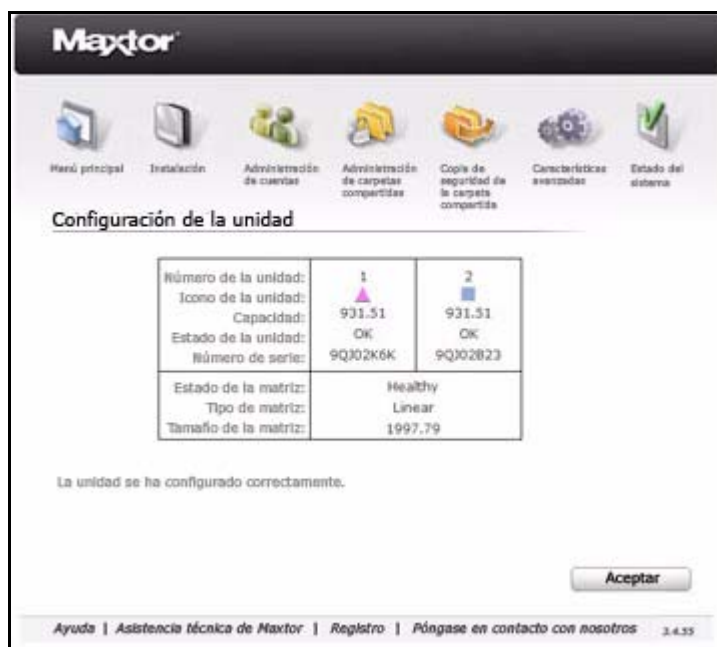 Maxtor
Menú principal
Instalación
Administración de cuentas
Administración de carpetas compartidas
Copia de seguridad de la carpeta compartida
Características avanzadas
Estado del sistema
Configuración de la unidad
Número de la unidad: 1 2
Icono de la unidad:
Capacidad: 931.51 931.51
Estado de la unidad: OK OK
Número de serie: 9QJ02K6K 9QJ02B23
Estado de la matriz: Healthy
Tipo de matriz: Linear
Tamaño de la matriz: 1997.79
La unidad se ha configurado correctamente.
Aceptar
Ayuda | Asistencia técnica de Maxtor | Registro | Póngase en contacto con nosotros 3.4.55